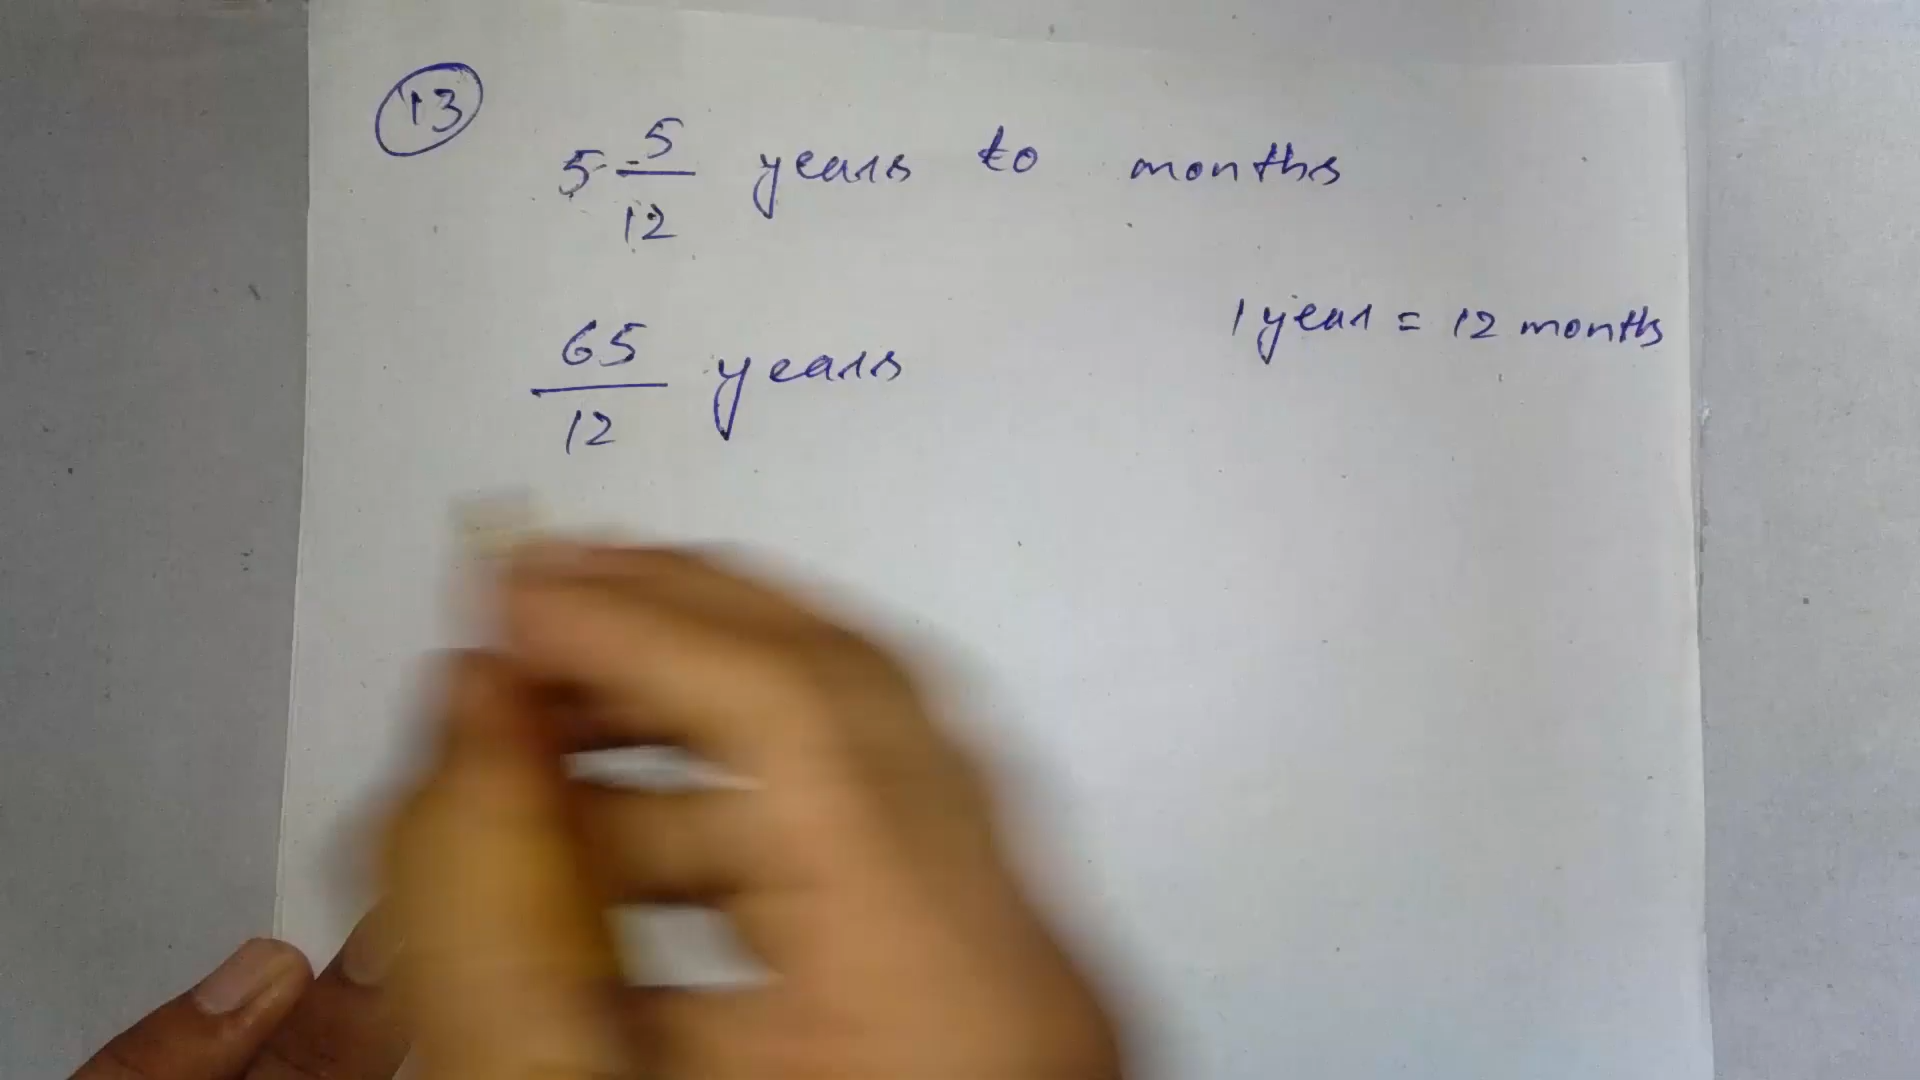 13
5 5/12 years to months
1 year = 12 months
65/12 years